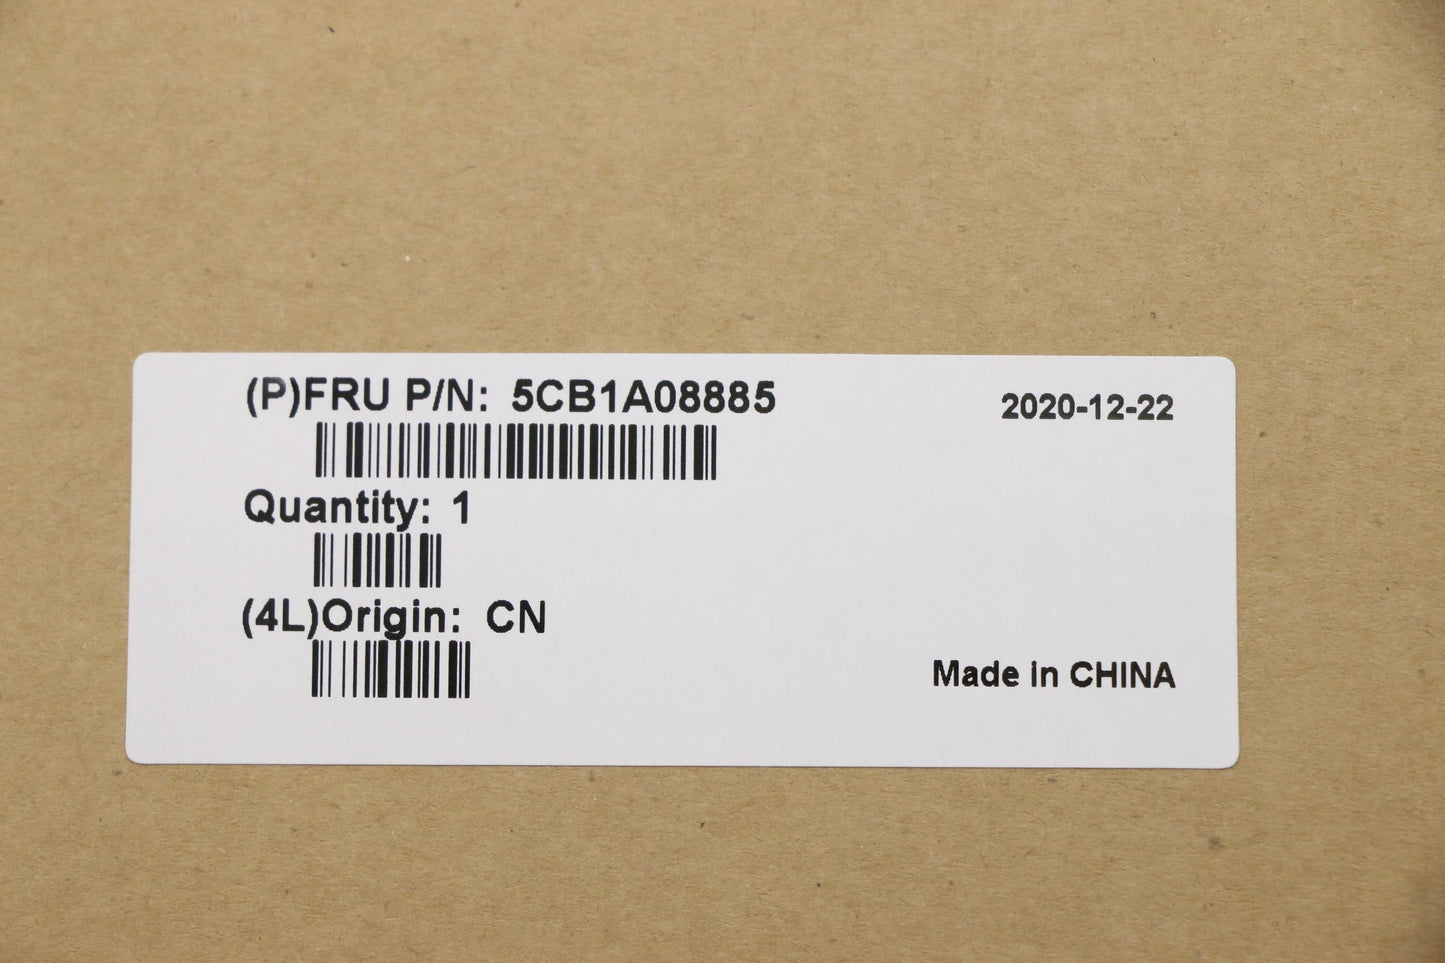 (P)FRU P/N: 5CB1A08885
2020-12-22
Quantity: 1
(4L)Origin: CN
Made in CHINA